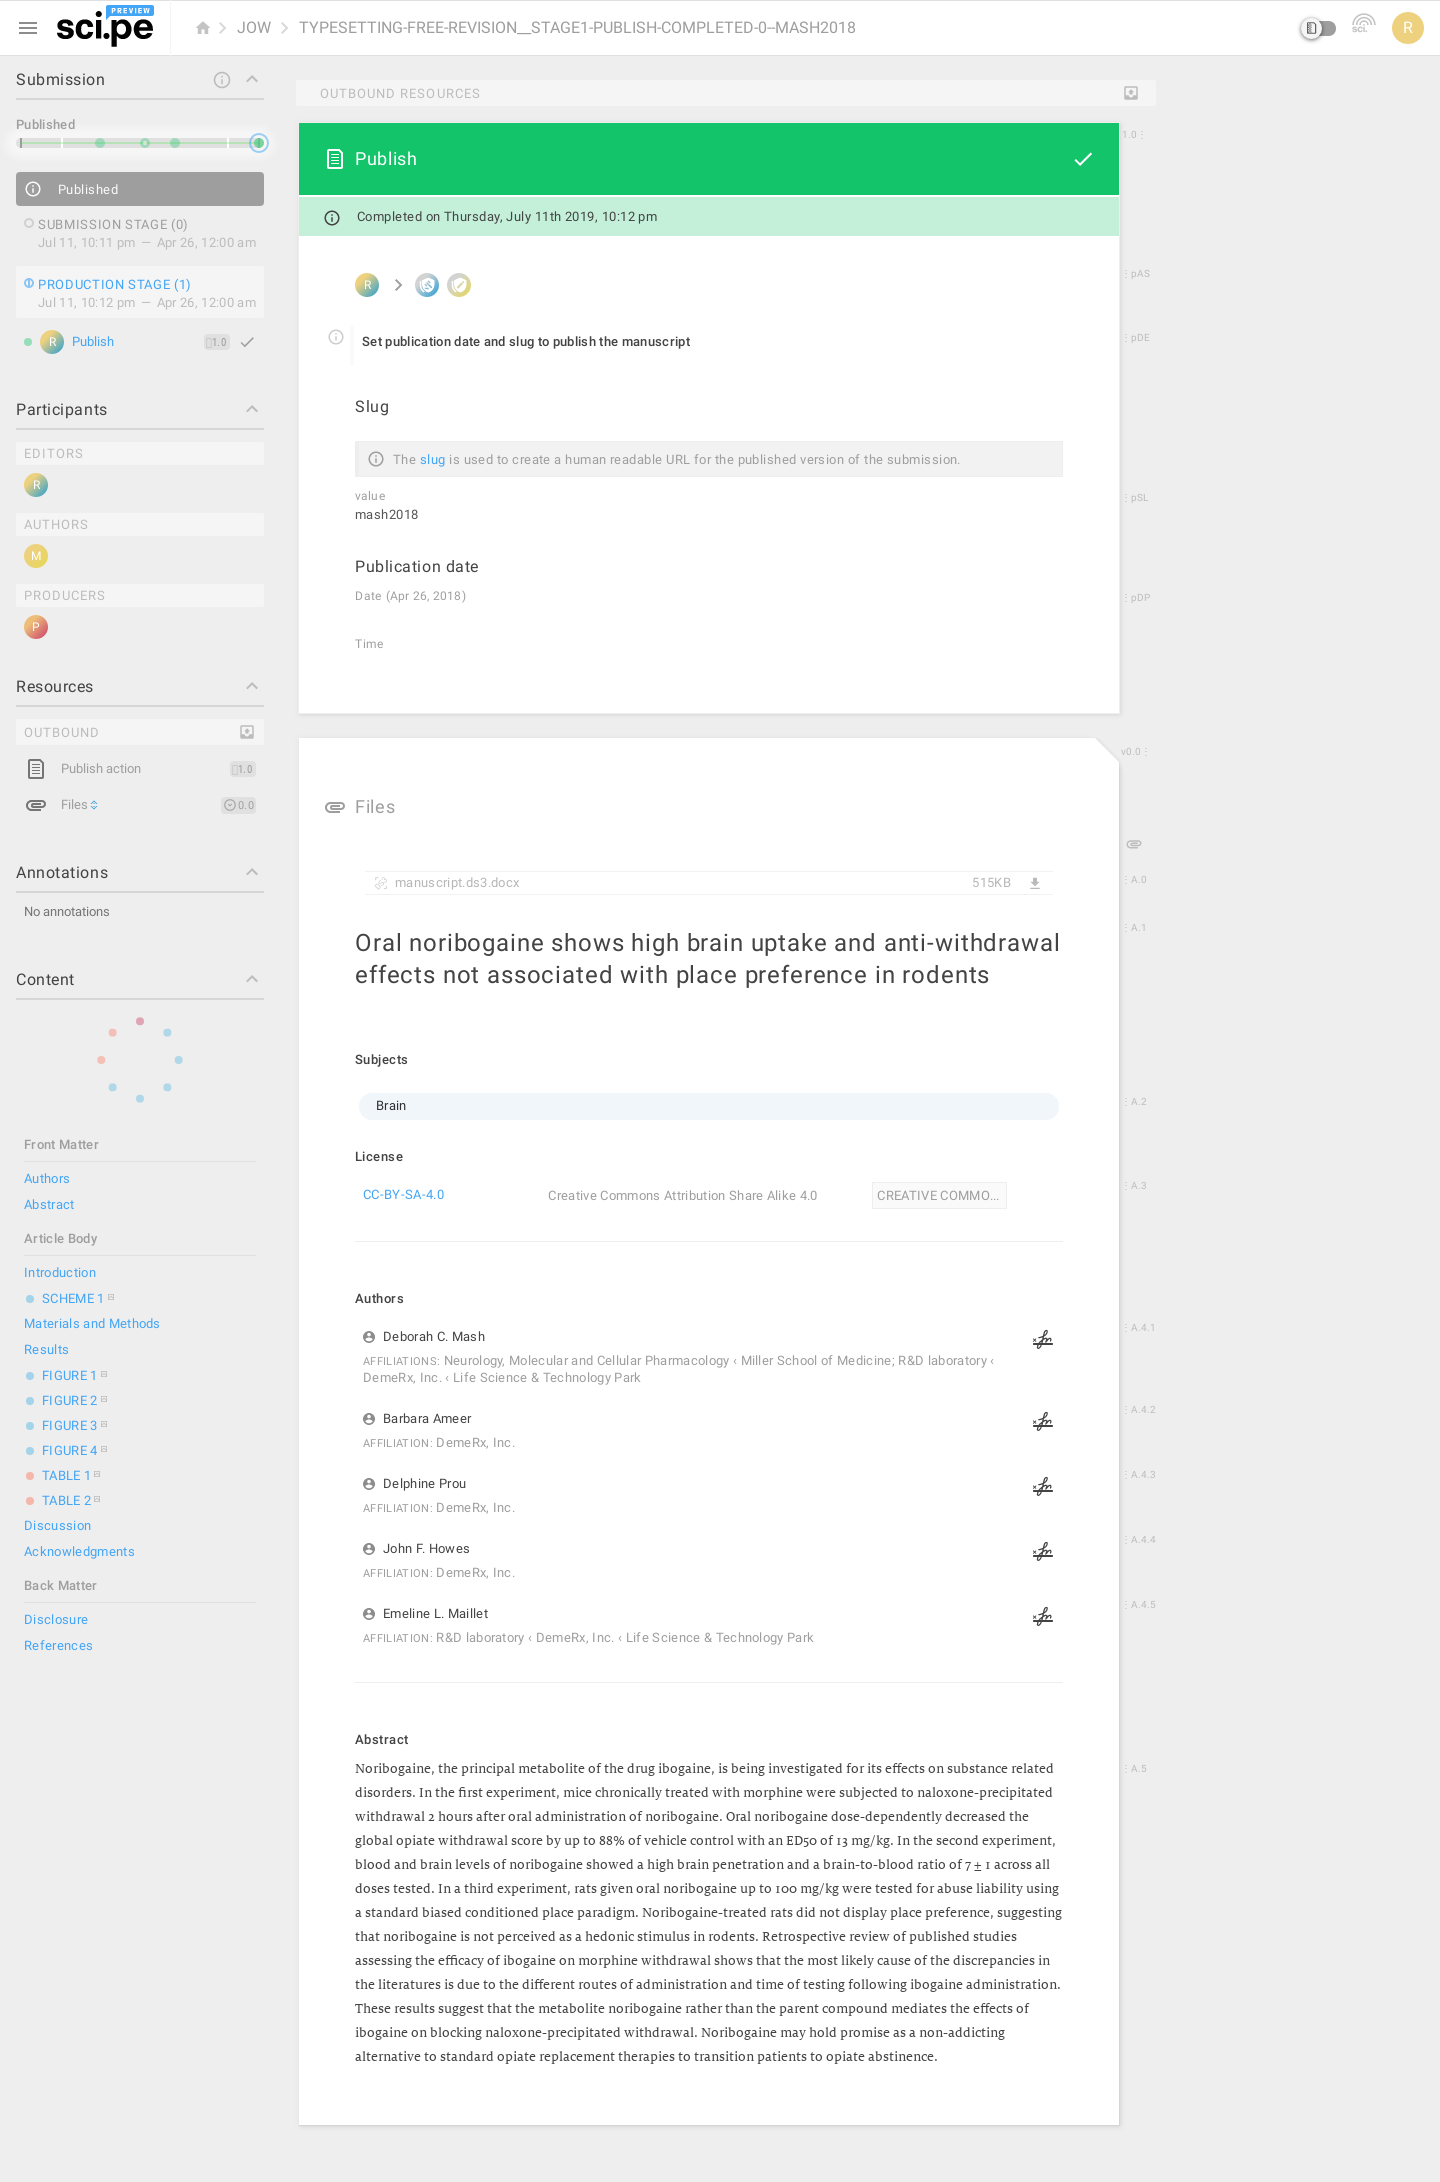 PREVIEW
sci.pe
JOW
TYPESETTING-FREE-REVISION__STAGE1-PUBLISH-COMPLETED-0--MASH2018
SCI.
R
Submission
Published
Published
SUBMISSION STAGE (0)
Jul 11, 10:11 pm — Apr 26, 12:00 am
PRODUCTION STAGE (1)
Jul 11, 10:12 pm — Apr 26, 12:00 am
R Publish 1.0
Participants
EDITORS
R
AUTHORS
M
PRODUCERS
P
Resources
OUTBOUND
Publish action 1.0
Files 0.0
Annotations
No annotations
Content
Front Matter
Authors
Abstract
Article Body
Introduction
SCHEME 1
Materials and Methods
Results
FIGURE 1
FIGURE 2
FIGURE 3
FIGURE 4
TABLE 1
TABLE 2
Discussion
Acknowledgments
Back Matter
Disclosure
References
OUTBOUND RESOURCES
Publish
1.0
Completed on Thursday, July 11th 2019, 10:12 pm
R
pAS
Set publication date and slug to publish the manuscript
pDE
Slug
The slug is used to create a human readable URL for the published version of the submission.
value
pSL
mash2018
Publication date
Date (Apr 26, 2018)
pDP
Time
v0.0
Files
manuscript.ds3.docx 515KB
A.0
Oral noribogaine shows high brain uptake and anti-withdrawal
effects not associated with place preference in rodents
A.1
Subjects
Brain
A.2
License
CC-BY-SA-4.0 Creative Commons Attribution Share Alike 4.0 CREATIVE COMMO...
A.3
Authors
Deborah C. Mash
A.4.1
AFFILIATIONS: Neurology, Molecular and Cellular Pharmacology ‹ Miller School of Medicine; R&D laboratory ‹
DemeRx, Inc. ‹ Life Science & Technology Park
Barbara Ameer
A.4.2
AFFILIATION: DemeRx, Inc.
Delphine Prou
A.4.3
AFFILIATION: DemeRx, Inc.
John F. Howes
A.4.4
AFFILIATION: DemeRx, Inc.
Emeline L. Maillet
A.4.5
AFFILIATION: R&D laboratory ‹ DemeRx, Inc. ‹ Life Science & Technology Park
Abstract
A.5
Noribogaine, the principal metabolite of the drug ibogaine, is being investigated for its effects on substance related
disorders. In the first experiment, mice chronically treated with morphine were subjected to naloxone-precipitated
withdrawal 2 hours after oral administration of noribogaine. Oral noribogaine dose-dependently decreased the
global opiate withdrawal score by up to 88% of vehicle control with an ED50 of 13 mg/kg. In the second experiment,
blood and brain levels of noribogaine showed a high brain penetration and a brain-to-blood ratio of 7 ± 1 across all
doses tested. In a third experiment, rats given oral noribogaine up to 100 mg/kg were tested for abuse liability using
a standard biased conditioned place paradigm. Noribogaine-treated rats did not display place preference, suggesting
that noribogaine is not perceived as a hedonic stimulus in rodents. Retrospective review of published studies
assessing the efficacy of ibogaine on morphine withdrawal shows that the most likely cause of the discrepancies in
the literatures is due to the different routes of administration and time of testing following ibogaine administration.
These results suggest that the metabolite noribogaine rather than the parent compound mediates the effects of
ibogaine on blocking naloxone-precipitated withdrawal. Noribogaine may hold promise as a non-addicting
alternative to standard opiate replacement therapies to transition patients to opiate abstinence.